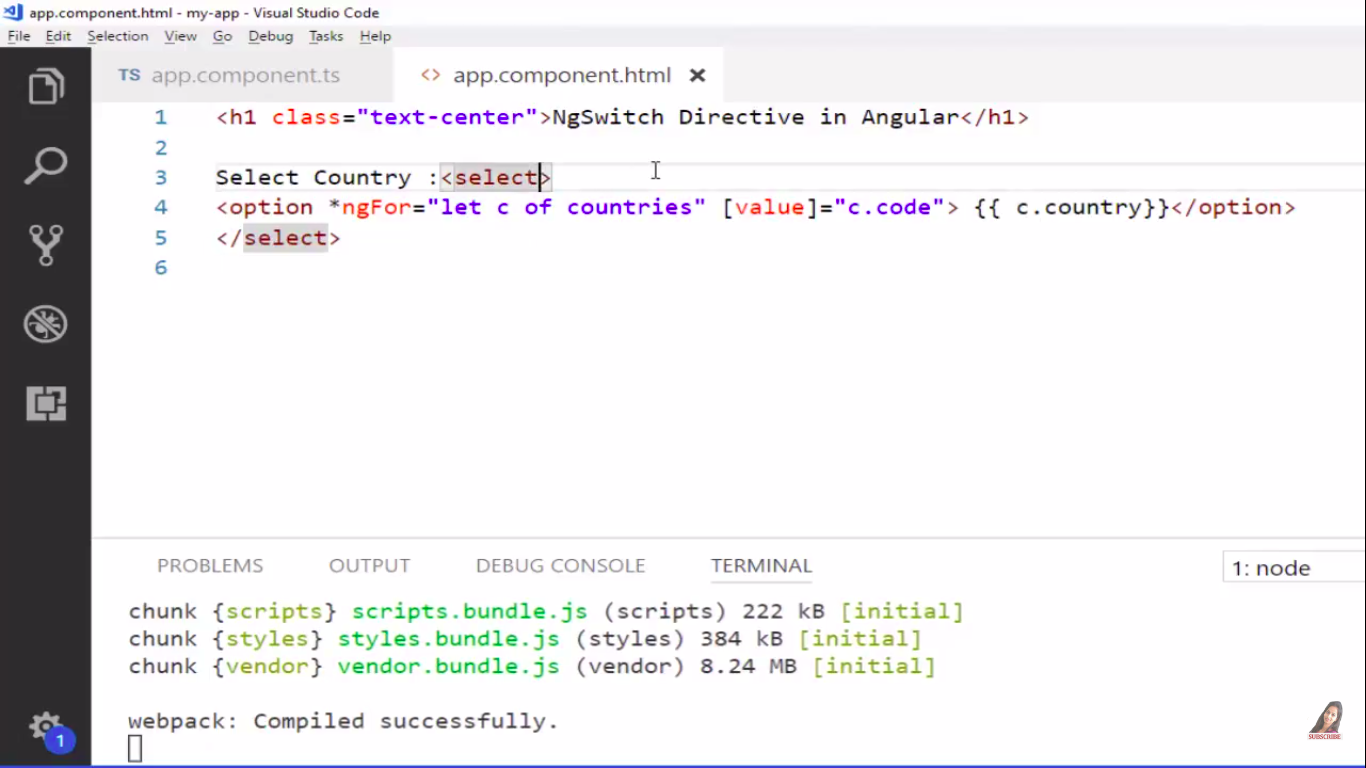 app.component.html - my-app - Visual Studio Code
File Edit Selection View Go Debug Tasks Help
TS app.component.ts <> app.component.html ×
1 <h1 class="text-center">NgSwitch Directive in Angular</h1>
2
3 Select Country :<select>
4 <option *ngFor="let c of countries" [value]="c.code"> {{ c.country}}</option>
5 </select>
6
PROBLEMS OUTPUT DEBUG CONSOLE TERMINAL 1: node
chunk {scripts} scripts.bundle.js (scripts) 222 kB [initial]
chunk {styles} styles.bundle.js (styles) 384 kB [initial]
chunk {vendor} vendor.bundle.js (vendor) 8.24 MB [initial]
webpack: Compiled successfully.
1
SUBSCRIBE